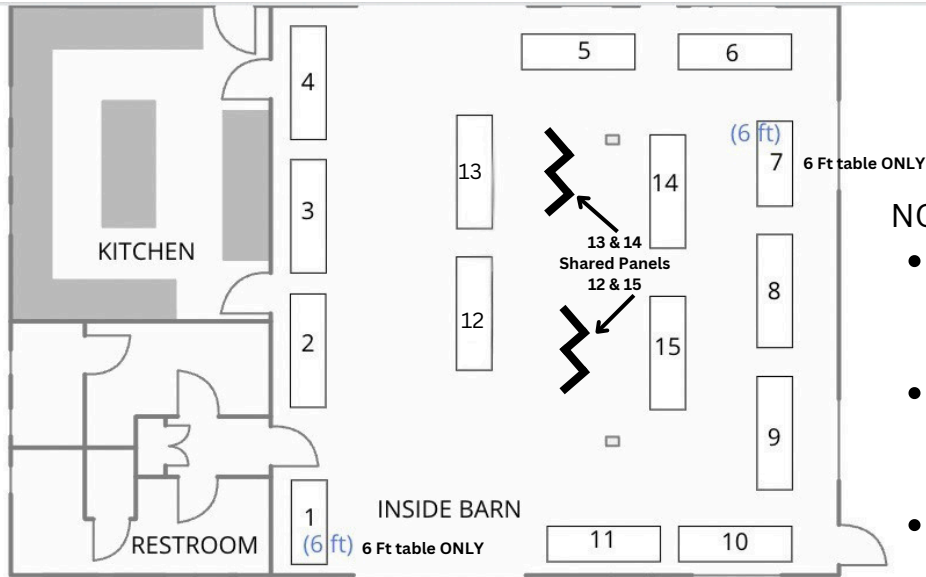 5
6
4
(6 ft)
7
6 Ft table ONLY
13
14
3
NO
13 & 14
Shared Panels
12 & 15
KITCHEN
8
12
2
15
9
INSIDE BARN
1
(6 ft)
6 Ft table ONLY
RESTROOM
11
10